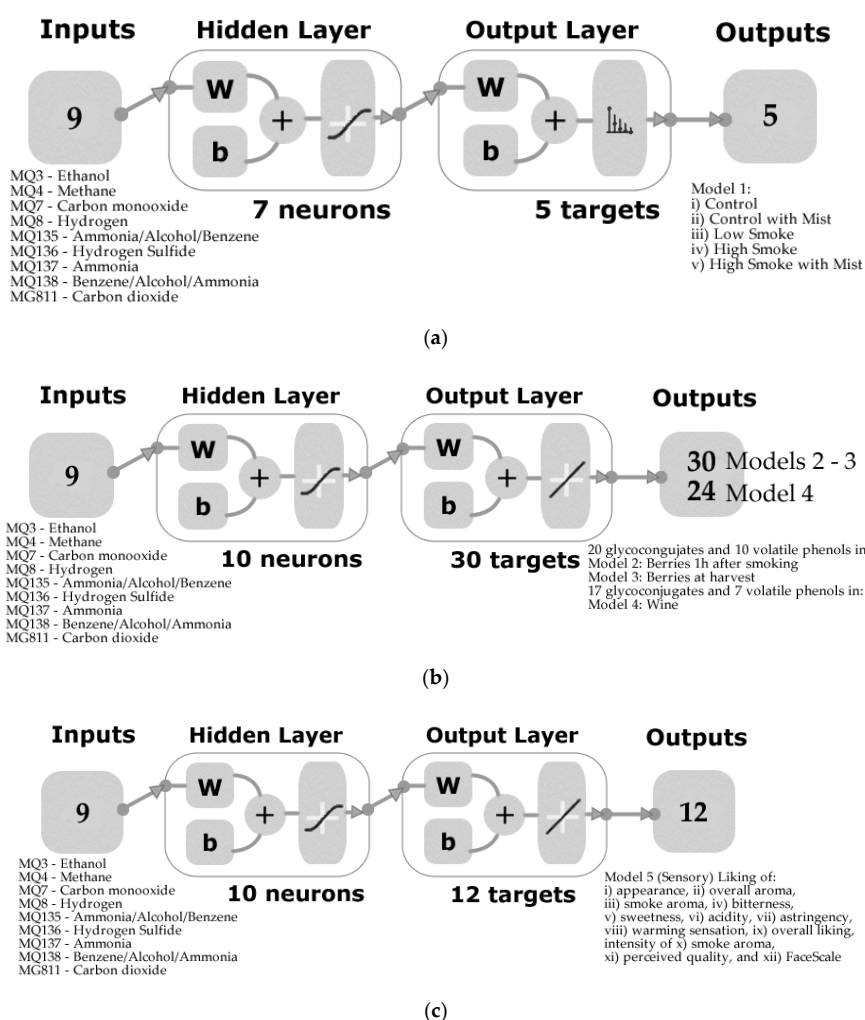 Inputs
Hidden Layer
Output Layer
Outputs
9
W
b
+
W
b
+
5
7 neurons
5 targets
MQ3 - Ethanol
MQ4 - Methane
MQ7 - Carbon monooxide
MQ8 - Hydrogen
MQ135 - Ammonia/Alcohol/Benzene
MQ136 - Hydrogen Sulfide
MQ137 - Ammonia
MQ138 - Benzene/Alcohol/Ammonia
MG811 - Carbon dioxide
Model 1:
i) Control
ii) Control with Mist
iii) Low Smoke
iv) High Smoke
v) High Smoke with Mist
(a)
Inputs
Hidden Layer
Output Layer
Outputs
9
W
b
+
W
b
+
30 Models 2 - 3
24 Model 4
10 neurons
30 targets
MQ3 - Ethanol
MQ4 - Methane
MQ7 - Carbon monooxide
MQ8 - Hydrogen
MQ135 - Ammonia/Alcohol/Benzene
MQ136 - Hydrogen Sulfide
MQ137 - Ammonia
MQ138 - Benzene/Alcohol/Ammonia
MG811 - Carbon dioxide
20 glycocongujates and 10 volatile phenols in
Model 2: Berries 1h after smoking
Model 3: Berries at harvest
17 glycoconjugates and 7 volatile phenols in:
Model 4: Wine
(b)
Inputs
Hidden Layer
Output Layer
Outputs
9
W
b
+
W
b
+
12
10 neurons
12 targets
MQ3 - Ethanol
MQ4 - Methane
MQ7 - Carbon monooxide
MQ8 - Hydrogen
MQ135 - Ammonia/Alcohol/Benzene
MQ136 - Hydrogen Sulfide
MQ137 - Ammonia
MQ138 - Benzene/Alcohol/Ammonia
MG811 - Carbon dioxide
Model 5 (Sensory) Liking of:
i) appearance, ii) overall aroma,
iii) smoke aroma, iv) bitterness,
v) sweetness, vi) acidity, vii) astringency,
viii) warming sensation, ix) overall liking,
intensity of x) smoke aroma,
xi) perceived quality, and xii) FaceScale
(c)